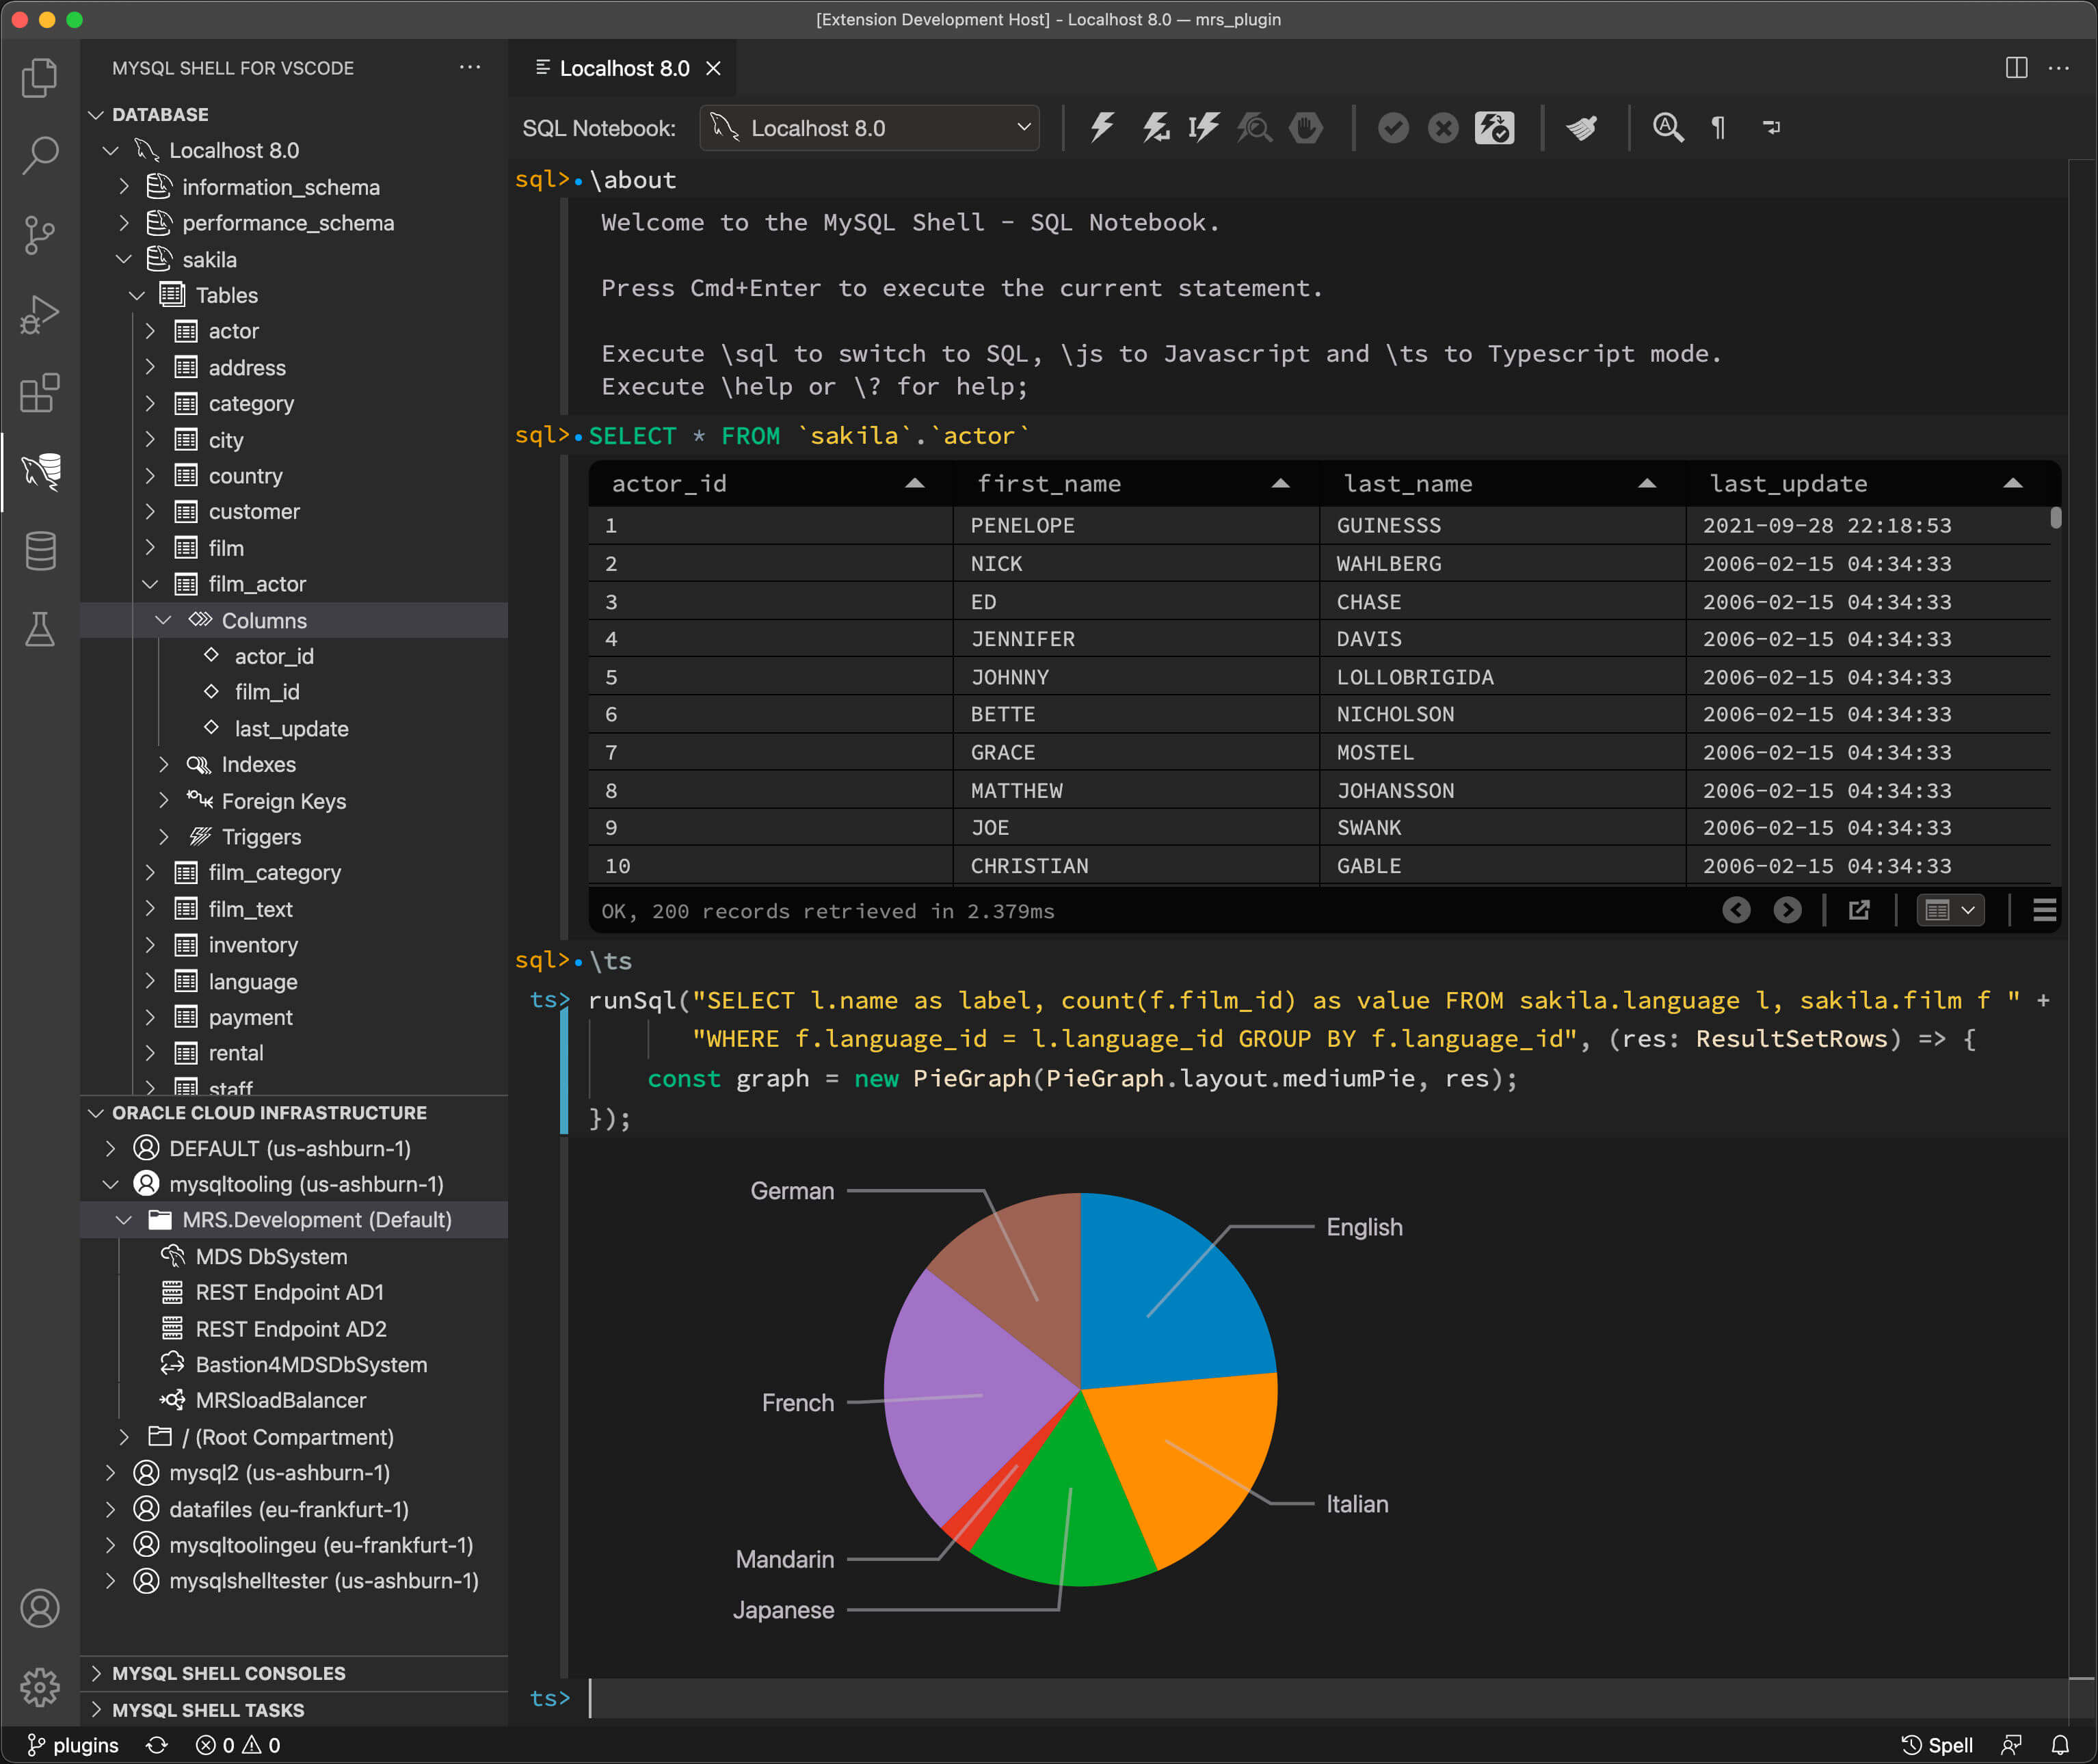 [Extension Development Host] - Localhost 8.0 — mrs_plugin
MYSQL SHELL FOR VSCODE
DATABASE
Localhost 8.0
information_schema
performance_schema
sakila
Tables
actor
address
category
city
country
customer
film
film_actor
Columns
actor_id
film_id
last_update
Indexes
Foreign Keys
Triggers
film_category
film_text
inventory
language
payment
rental
staff
ORACLE CLOUD INFRASTRUCTURE
DEFAULT (us-ashburn-1)
mysqltooling (us-ashburn-1)
MRS.Development (Default)
MDS DbSystem
REST Endpoint AD1
REST Endpoint AD2
Bastion4MDSDbSystem
MRSloadBalancer
/ (Root Compartment)
mysql2 (us-ashburn-1)
datafiles (eu-frankfurt-1)
mysqltoolingeu (eu-frankfurt-1)
mysqlshelltester (us-ashburn-1)
MYSQL SHELL CONSOLES
MYSQL SHELL TASKS
Localhost 8.0
SQL Notebook: Localhost 8.0
sql> \about
Welcome to the MySQL Shell - SQL Notebook.
Press Cmd+Enter to execute the current statement.
Execute \sql to switch to SQL, \js to Javascript and \ts to Typescript mode.
Execute \help or \? for help;
sql> SELECT * FROM `sakila`.`actor`
actor_id first_name last_name last_update
1 PENELOPE GUINESSS 2021-09-28 22:18:53
2 NICK WAHLBERG 2006-02-15 04:34:33
3 ED CHASE 2006-02-15 04:34:33
4 JENNIFER DAVIS 2006-02-15 04:34:33
5 JOHNNY LOLLOBRIGIDA 2006-02-15 04:34:33
6 BETTE NICHOLSON 2006-02-15 04:34:33
7 GRACE MOSTEL 2006-02-15 04:34:33
8 MATTHEW JOHANSSON 2006-02-15 04:34:33
9 JOE SWANK 2006-02-15 04:34:33
10 CHRISTIAN GABLE 2006-02-15 04:34:33
OK, 200 records retrieved in 2.379ms
sql> \ts
ts> runSql("SELECT l.name as label, count(f.film_id) as value FROM sakila.language l, sakila.film f " +
"WHERE f.language_id = l.language_id GROUP BY f.language_id", (res: ResultSetRows) => {
const graph = new PieGraph(PieGraph.layout.mediumPie, res);
});
German
English
French
Italian
Mandarin
Japanese
ts>
plugins 0 0 Spell